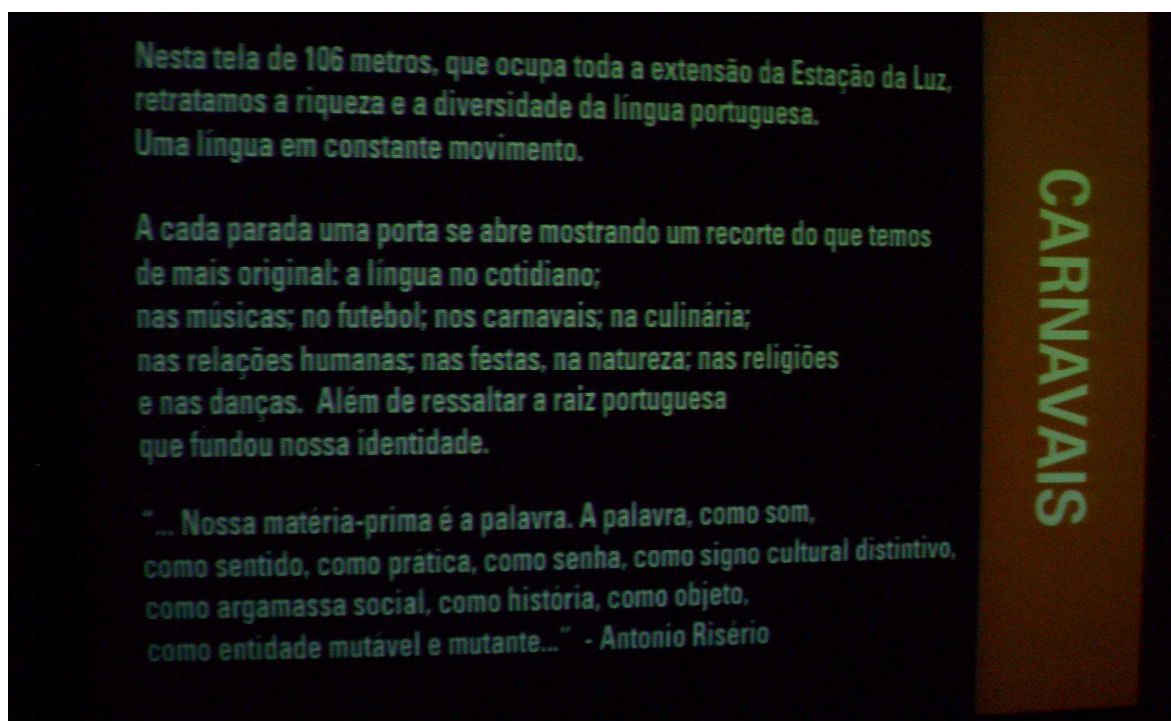 Nesta tela de 106 metros, que ocupa toda a extensão da Estação da Luz,
retratamos a riqueza e a diversidade da língua portuguesa.
Uma língua em constante movimento.
A cada parada uma porta se abre mostrando um recorte do que temos
de mais original: a língua no cotidiano;
nas músicas; no futebol; nos carnavais; na culinária;
nas relações humanas; nas festas, na natureza; nas religiões
e nas danças. Além de ressaltar a raiz portuguesa
que fundou nossa identidade.
"... Nossa matéria-prima é a palavra. A palavra, como som,
como sentido, como prática, como senha, como signo cultural distintivo,
como argamassa social, como história, como objeto,
como entidade mutável e mutante..." - Antonio Risério
CARNAVAIS